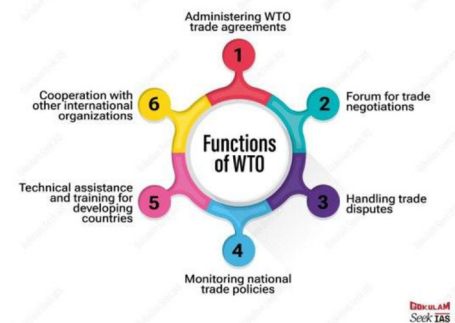 Administering WTO
trade agreements
1
Cooperation with
other international
organizations
6
2
Forum for trade
negotiations
Functions
of WTO
Technical assistance
and training for
developing
countries
5
3
Handling trade
disputes
4
Monitoring national
trade policies
GOKULAM
Seek IAS